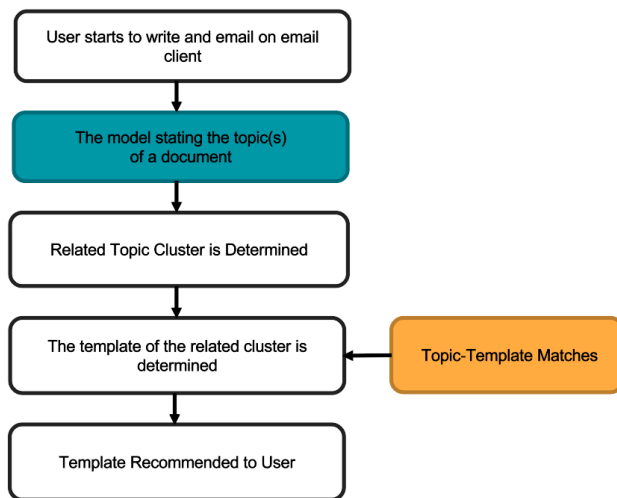 User starts to write and email on email
client
The model stating the topic(s)
of a document
Related Topic Cluster is Determined
The template of the related cluster is
determined
Topic-Template Matches
Template Recommended to User